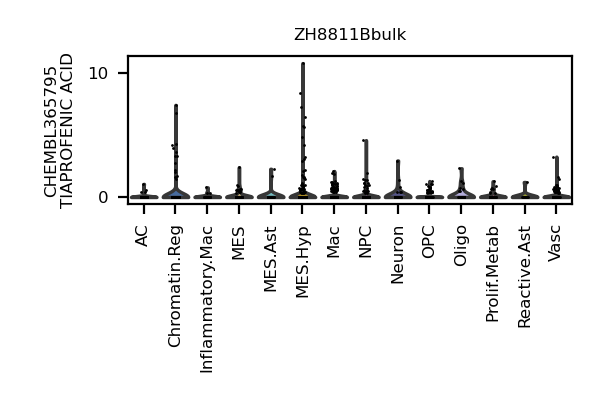 ZH8811Bbulk
CHEMBL365795
TIAPROFENIC ACID
10
0
AC
Chromatin.Reg
Inflammatory.Mac
MES
MES.Ast
MES.Hyp
Mac
NPC
Neuron
OPC
Oligo
Prolif.Metab
Reactive.Ast
Vasc